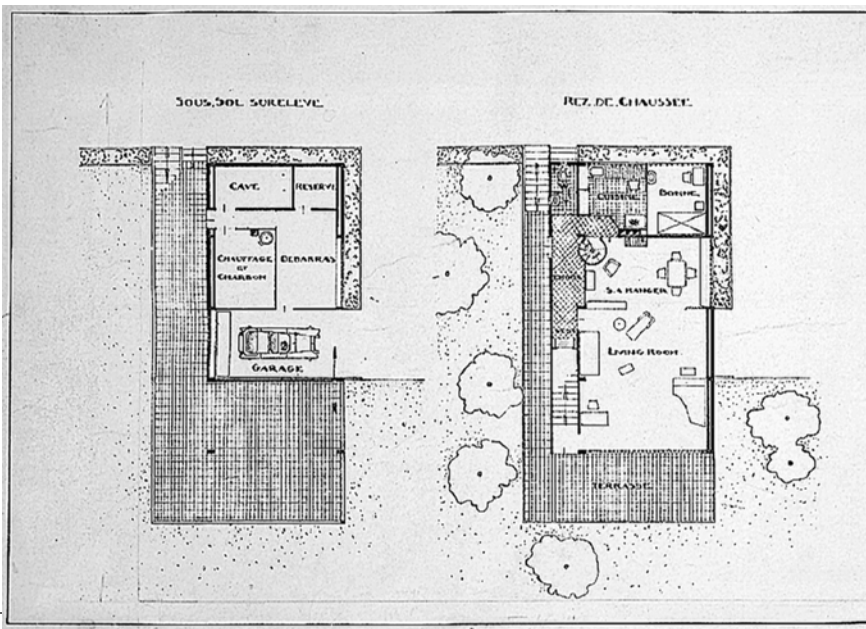 SOUS.SOL SURELEVE
REZ.DE.CHAUSSEE.
CAVE.
RESERVE
CHAUFFAGE
ET
CHARBON
DEBARRAS
GARAGE
CUISINE
BONNE.
S.A MANGER
LIVING ROOM.
TERRASSE.